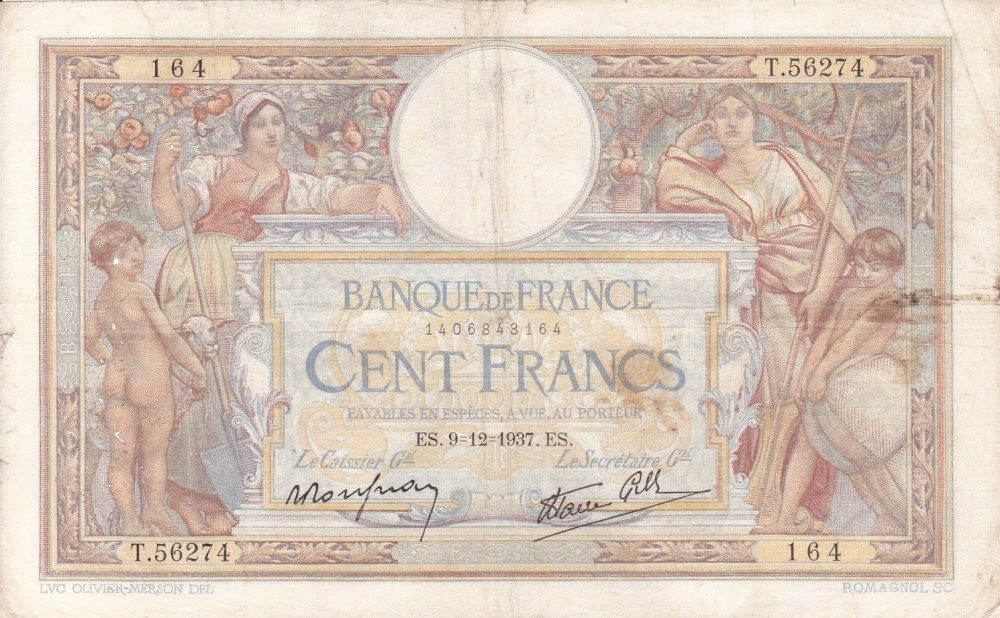 164 T.56274
BANQUE DE FRANCE
1406843164
CENT FRANCS
PAYABLES EN ESPÈCES, A VUE, AU PORTEUR
ES. 9=12=1937. ES.
Le Caissier Gᵃˡ Le Secrétaire Gᵃˡ
T.56274 164
LVC OLIVIER-MERSON DEL ROMAGNOL SC